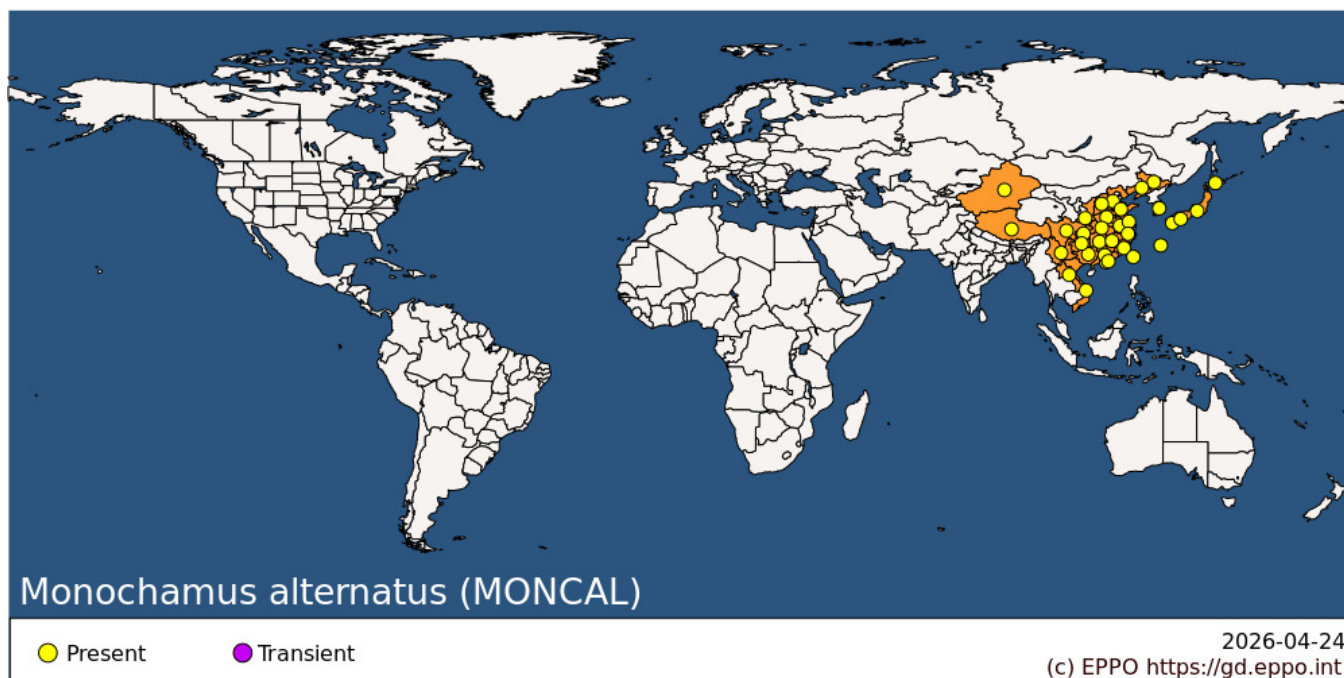 Monochamus alternatus (MONCAL)
Present
Transient
2026-04-24
(c) EPPO https://gd.eppo.int